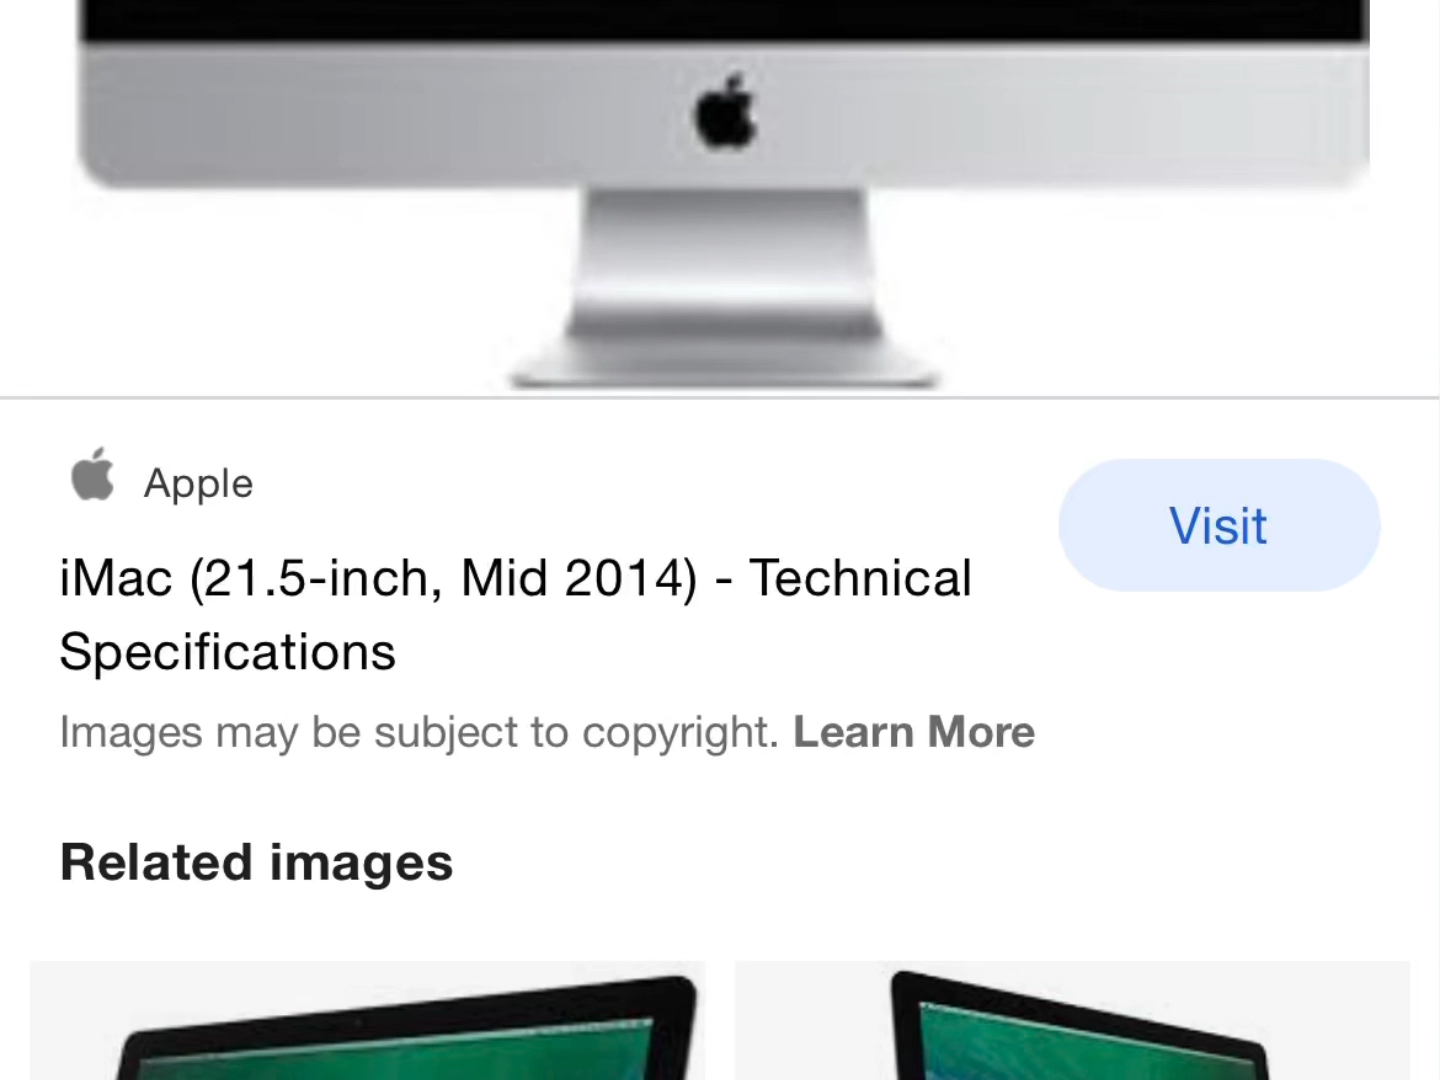 Apple
Visit
iMac (21.5-inch, Mid 2014) - Technical
Specifications
Images may be subject to copyright. Learn More
Related images